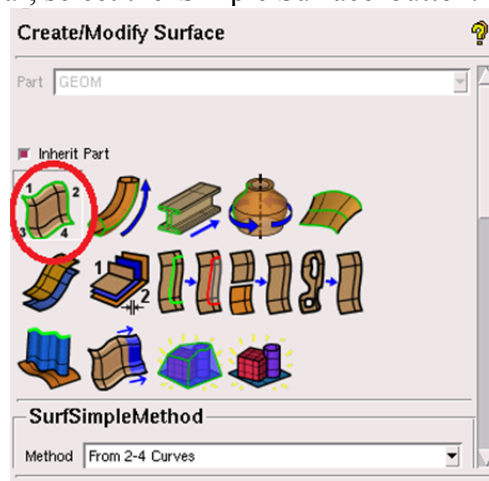 Create/Modify Surface
?
Part GEOM
Inherit Part
1 2
3 4
1
2
SurfSimpleMethod
Method From 2-4 Curves